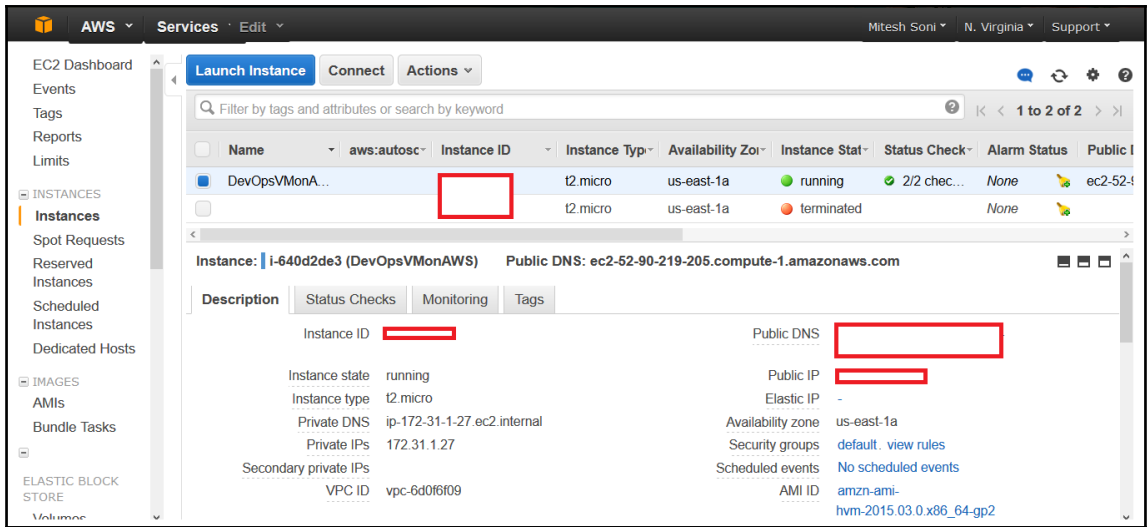 AWS Services Edit Mitesh Soni N. Virginia Support
EC2 Dashboard
Events
Tags
Reports
Limits
INSTANCES
Instances
Spot Requests
Reserved
Instances
Scheduled
Instances
Dedicated Hosts
IMAGES
AMIs
Bundle Tasks
ELASTIC BLOCK
STORE
Volumes
Launch Instance Connect Actions
Filter by tags and attributes or search by keyword 1 to 2 of 2
Name aws:autosc Instance ID Instance Typ Availability Zo Instance Stat Status Check Alarm Status Public
DevOpsVMonA... t2.micro us-east-1a running 2/2 chec... None ec2-52-
t2.micro us-east-1a terminated None
Instance: i-640d2de3 (DevOpsVMonAWS) Public DNS: ec2-52-90-219-205.compute-1.amazonaws.com
Description Status Checks Monitoring Tags
Instance ID
Instance state running
Instance type t2.micro
Private DNS ip-172-31-1-27.ec2.internal
Private IPs 172.31.1.27
Secondary private IPs
VPC ID vpc-6d0f6f09
Public DNS
Public IP
Elastic IP -
Availability zone us-east-1a
Security groups default. view rules
Scheduled events No scheduled events
AMI ID amzn-ami-
hvm-2015.03.0.x86_64-gp2